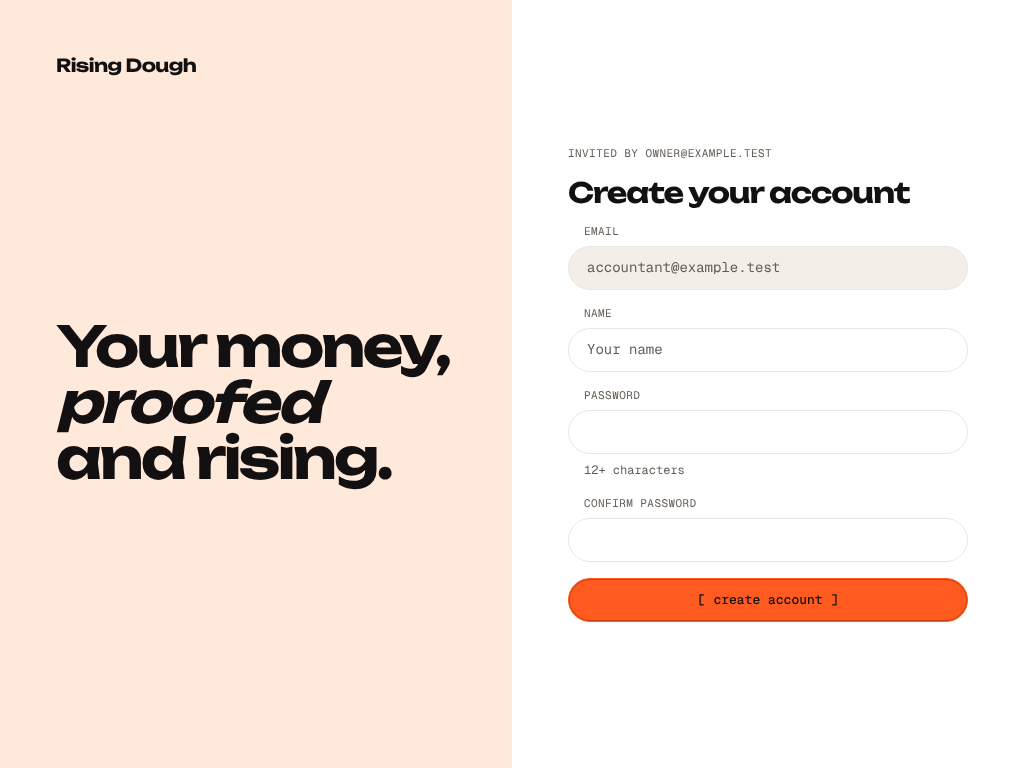 Rising Dough
Your money,
proofed
and rising.
INVITED BY OWNER@EXAMPLE.TEST
Create your account
EMAIL
accountant@example.test
NAME
Your name
PASSWORD
12+ characters
CONFIRM PASSWORD
[ create account ]